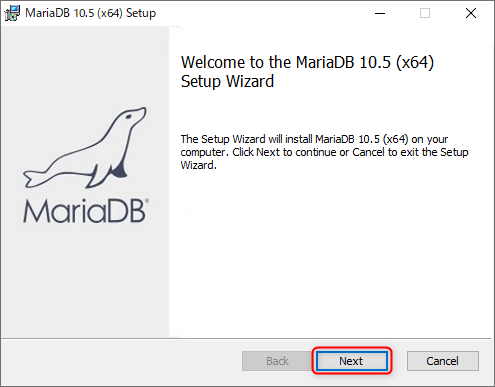 MariaDB 10.5 (x64) Setup
Welcome to the MariaDB 10.5 (x64)
Setup Wizard
The Setup Wizard will install MariaDB 10.5 (x64) on your
computer. Click Next to continue or Cancel to exit the Setup
Wizard.
MariaDB®
Back
Next
Cancel